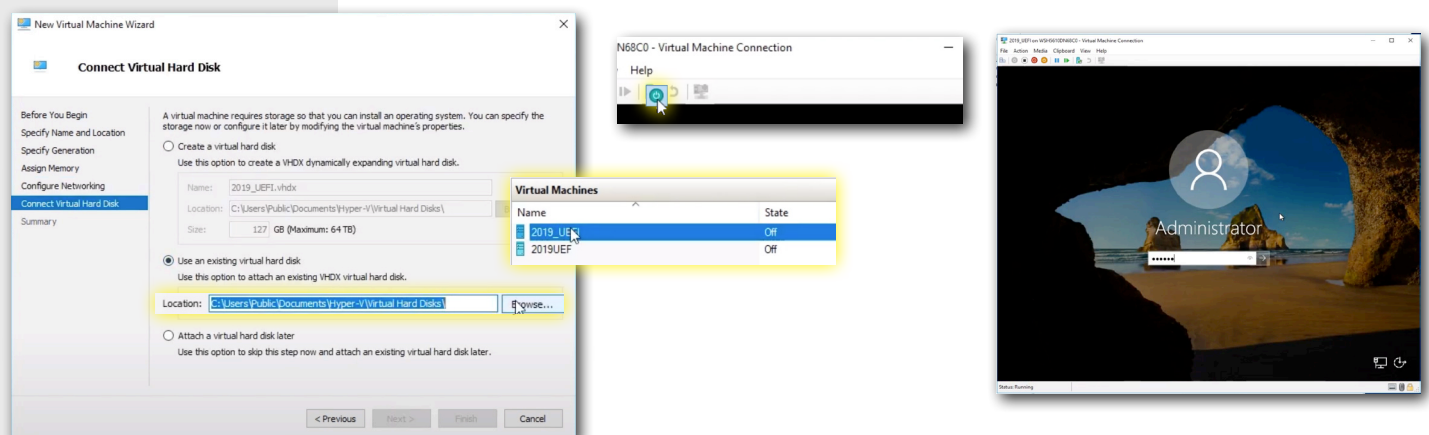 New Virtual Machine Wizard
Connect Virtual Hard Disk
Before You Begin
Specify Name and Location
Specify Generation
Assign Memory
Configure Networking
Connect Virtual Hard Disk
Summary
A virtual machine requires storage so that you can install an operating system. You can specify the
storage now or configure it later by modifying the virtual machine's properties.
Create a virtual hard disk
Use this option to create a VHDX dynamically expanding virtual hard disk.
Name: 2019_UEFI.vhdx
Location: C:\Users\Public\Documents\Hyper-V\Virtual Hard Disks\
Size: 127 GB (Maximum: 64 TB)
Use an existing virtual hard disk
Use this option to attach an existing VHDX virtual hard disk.
Location: C:\Users\Public\Documents\Hyper-V\Virtual Hard Disks\ Browse...
Attach a virtual hard disk later
Use this option to skip this step now and attach an existing virtual hard disk later.
< Previous Next > Finish Cancel
N68C0 - Virtual Machine Connection
Help
Virtual Machines
Name State
2019_UEFI Off
2019UEF Off
2019_UEFI on WSHS610DN68C0 - Virtual Machine Connection
File Action Media Clipboard View Help
Administrator
Status: Running